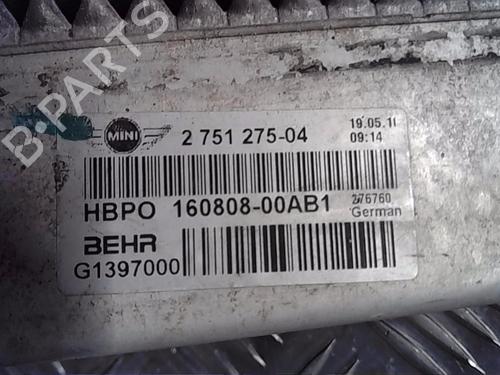 B-PARTS
MINI
2 751 275-04
19.05.11
09:14
HBPO 160808-00AB1
276760
German
BEHR
G1397000